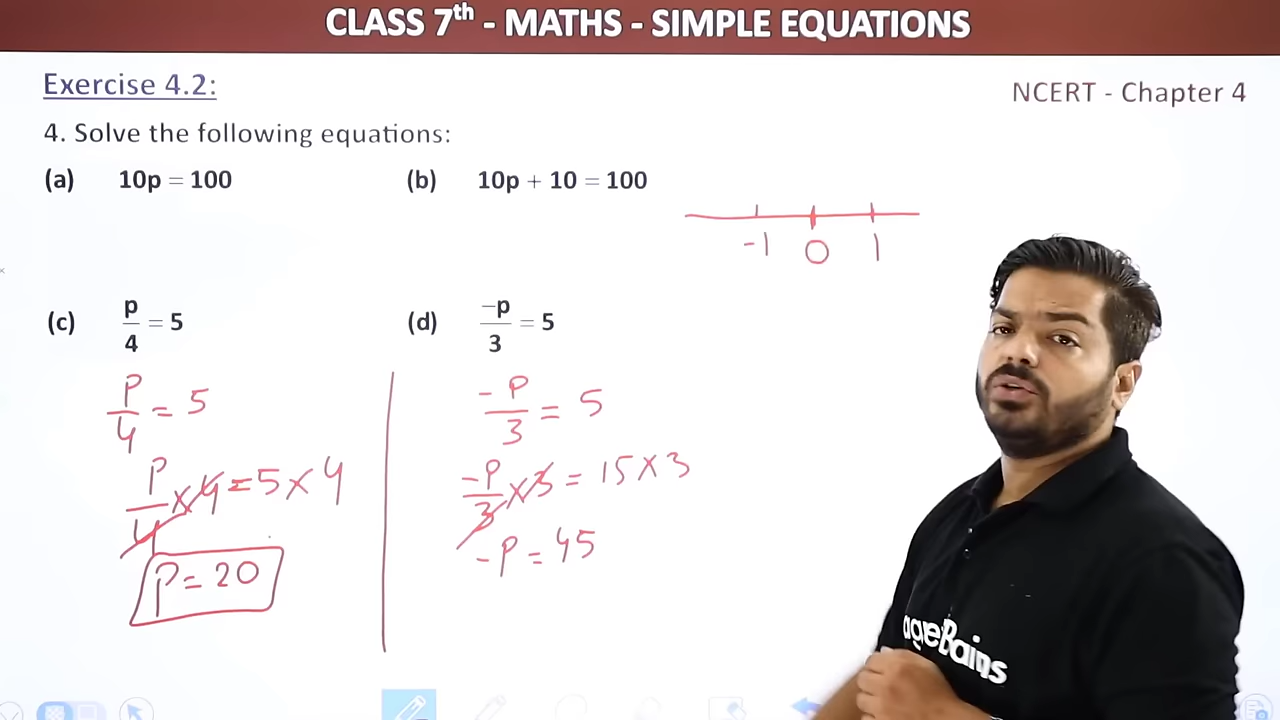 CLASS 7th - MATHS - SIMPLE EQUATIONS
Exercise 4.2:
NCERT - Chapter 4
4. Solve the following equations:
(a) 10p = 100
(b) 10p + 10 = 100
-1 0 1
(c) p/4 = 5
(d) -p/3 = 5
P/4 = 5
P/4 × 4 = 5 × 4
P = 20
-P/3 = 5
-P/3 × 3 = 15 × 3
-P = 45
ageBains